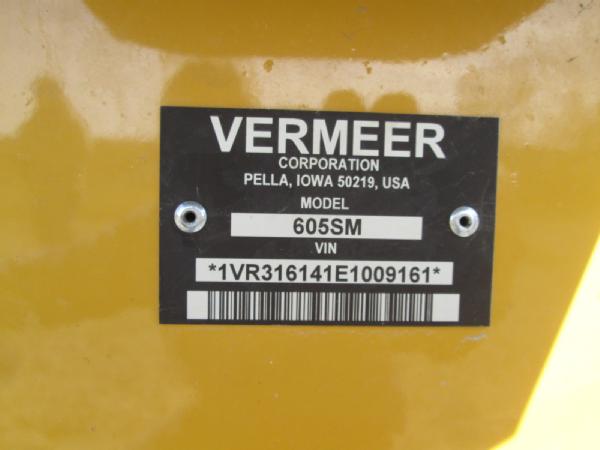 VERMEER
CORPORATION
PELLA, IOWA 50219, USA
MODEL
605SM
VIN
*1VR316141E1009161*